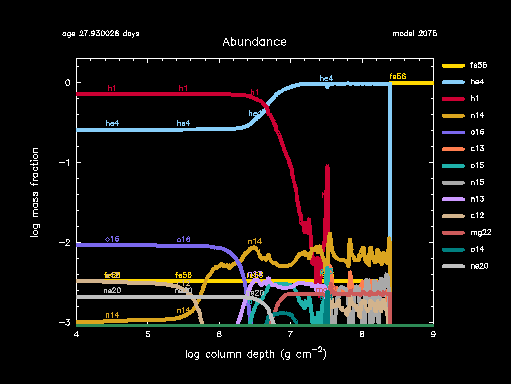 age 27.930026 days
model 2075
Abundance
log mass fraction
0
−1
−2
−3
4
5
6
7
8
9
log column depth (g cm⁻²)
h1
h1
h1
he4
he4
he4
he4
fe56
o16
o16
n14
fe56
fe56
ne20
n14
n14
fe56
he4
h1
n14
o16
c13
o15
n15
n13
c12
mg22
o14
ne20